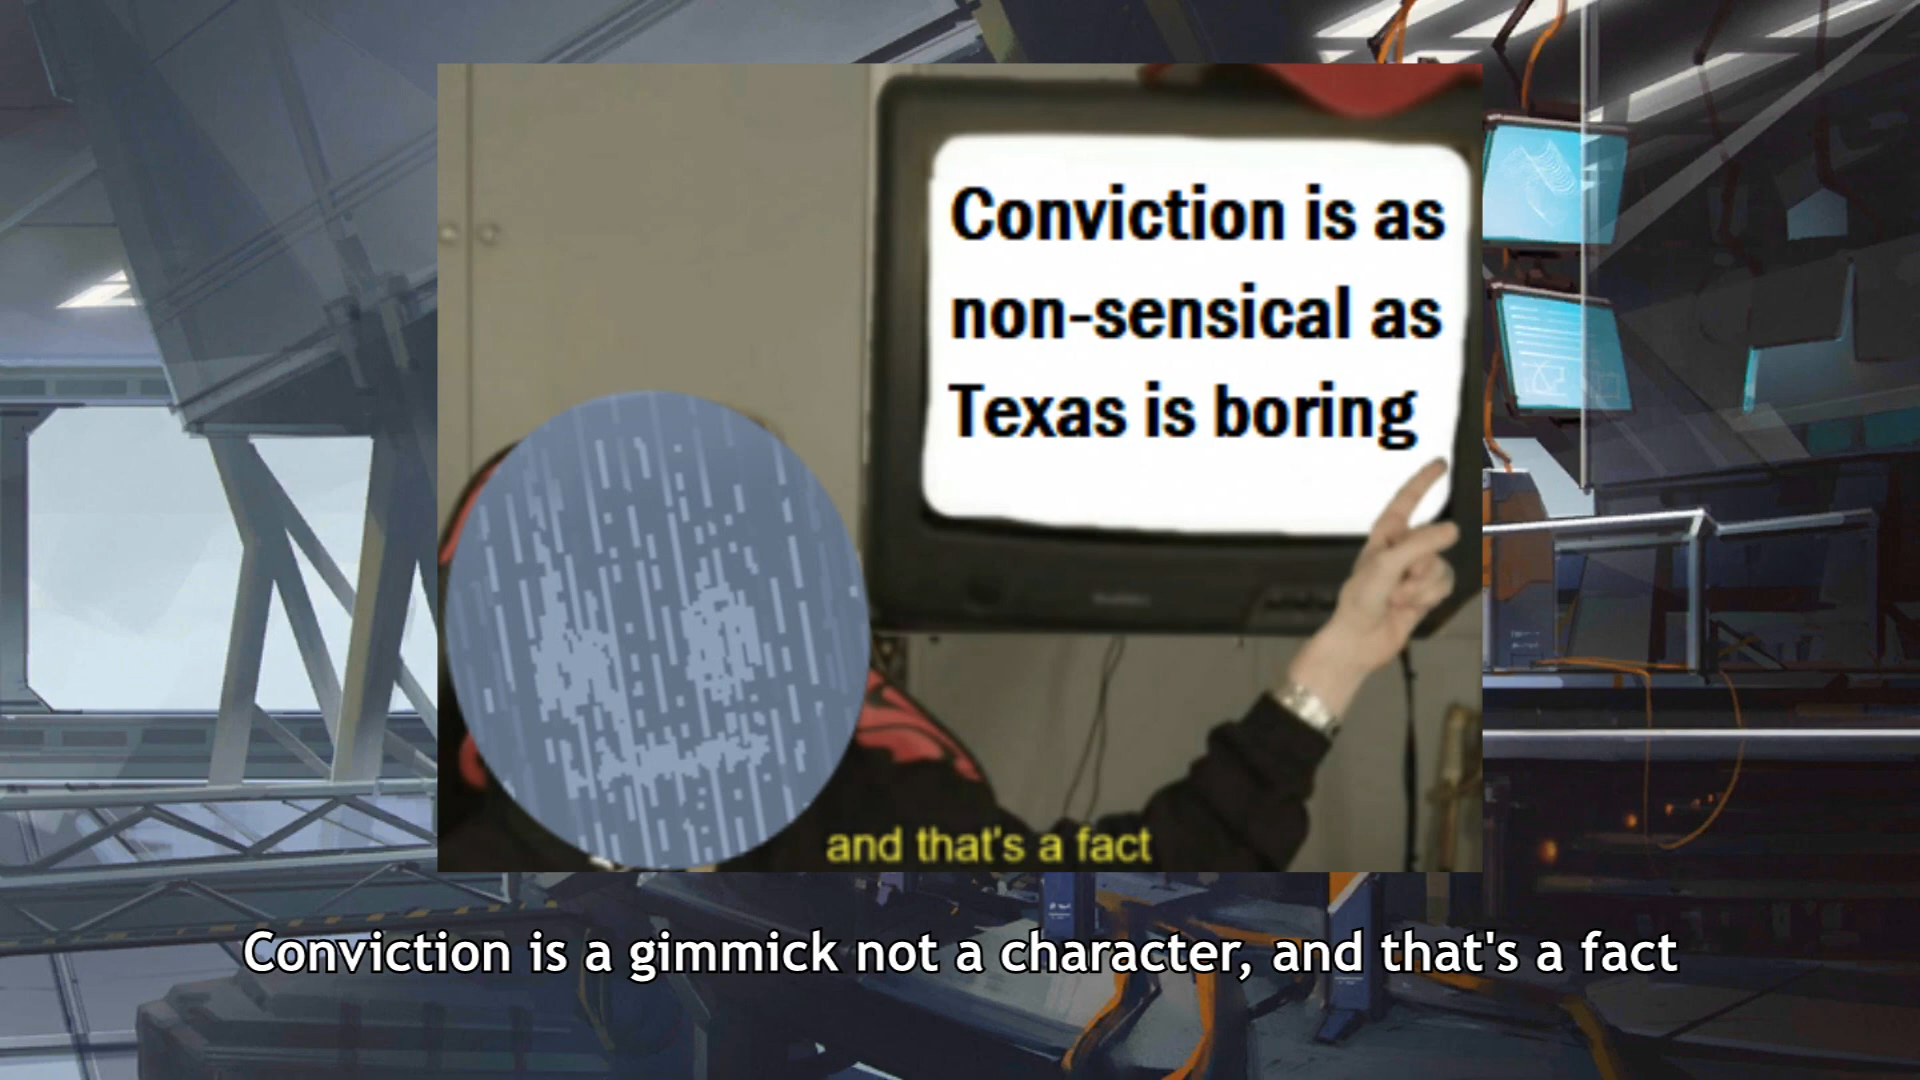 Conviction is as
non-sensical as
Texas is boring
and that's a fact
Conviction is a gimmick not a character, and that's a fact